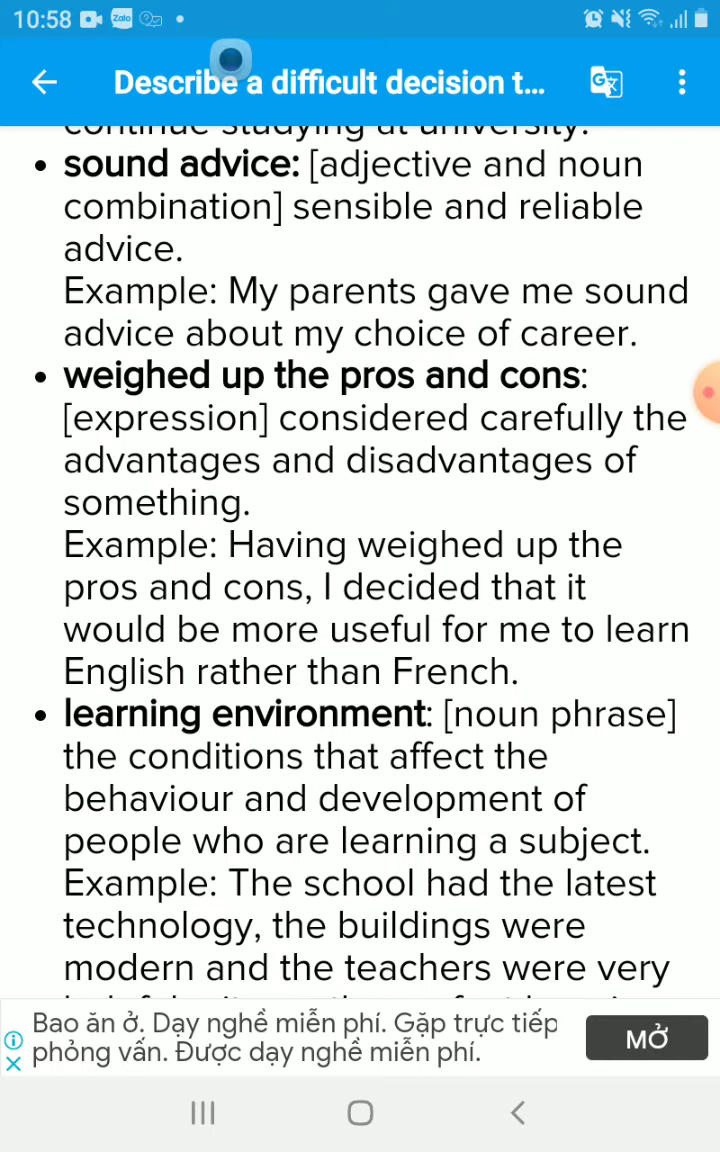 10:58
Zalo
Describe a difficult decision t...
continue studying at university.
• sound advice: [adjective and noun
combination] sensible and reliable
advice.
Example: My parents gave me sound
advice about my choice of career.
• weighed up the pros and cons:
[expression] considered carefully the
advantages and disadvantages of
something.
Example: Having weighed up the
pros and cons, I decided that it
would be more useful for me to learn
English rather than French.
• learning environment: [noun phrase]
the conditions that affect the
behaviour and development of
people who are learning a subject.
Example: The school had the latest
technology, the buildings were
modern and the teachers were very
Bao ăn ở. Dạy nghề miễn phí. Gặp trực tiếp
phỏng vấn. Được dạy nghề miễn phí.
MỞ